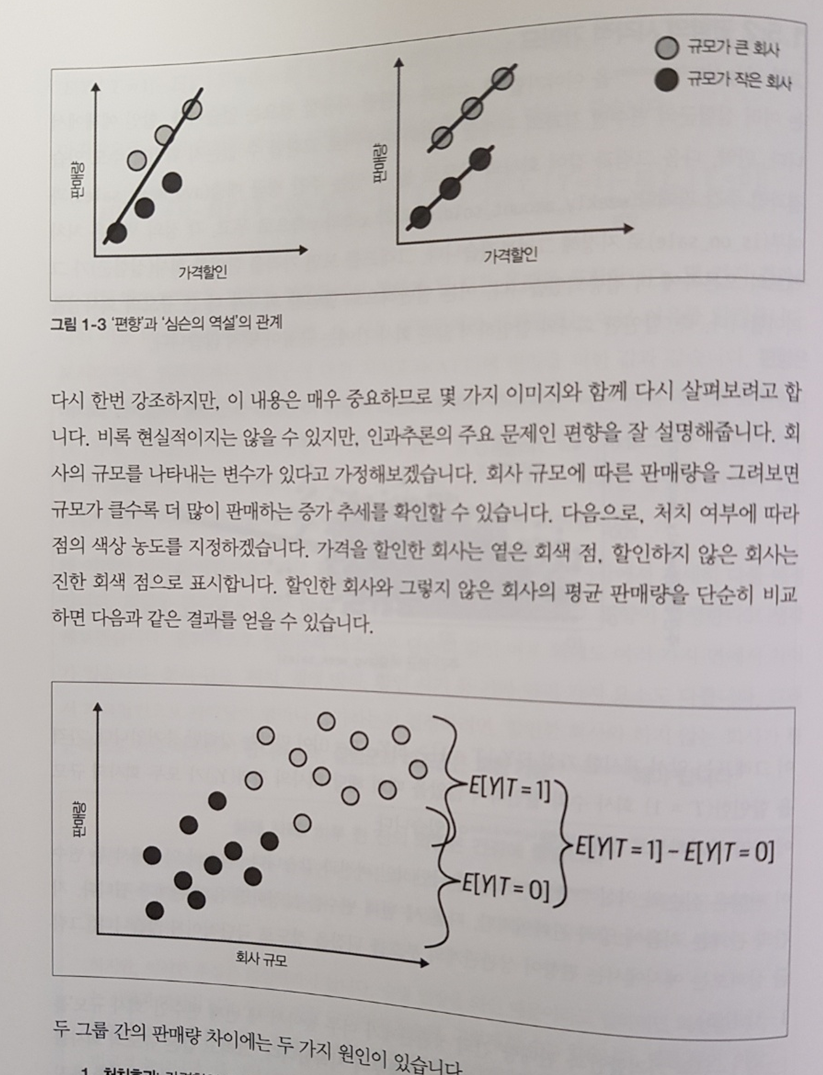 규모가 큰 회사
규모가 작은 회사
판매량
가격할인
판매량
가격할인
그림 1-3 '편향'과 '심슨의 역설'의 관계
다시 한번 강조하지만, 이 내용은 매우 중요하므로 몇 가지 이미지와 함께 다시 살펴보려고 합
니다. 비록 현실적이지는 않을 수 있지만, 인과추론의 주요 문제인 편향을 잘 설명해줍니다. 회
사의 규모를 나타내는 변수가 있다고 가정해보겠습니다. 회사 규모에 따른 판매량을 그려보면
규모가 클수록 더 많이 판매하는 증가 추세를 확인할 수 있습니다. 다음으로, 처치 여부에 따라
점의 색상 농도를 지정하겠습니다. 가격을 할인한 회사는 옅은 회색 점, 할인하지 않은 회사는
진한 회색 점으로 표시합니다. 할인한 회사와 그렇지 않은 회사의 평균 판매량을 단순히 비교
하면 다음과 같은 결과를 얻을 수 있습니다.
판매량
회사 규모
E[Y|T = 1]
E[Y|T = 0]
E[Y|T = 1] – E[Y|T = 0]
두 그룹 간의 판매량 차이에는 두 가지 원인이 있습니다